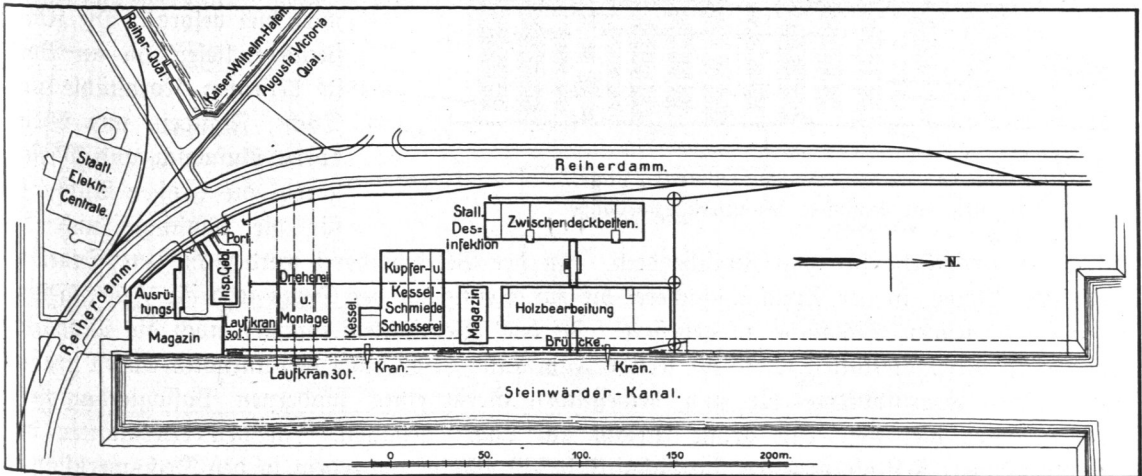 Reiher-Quai.
Kaiser-Wilhelm-Hafen
Augusta-Victoria
Quai.
Staatl.
Elektr.
Centrale.
Reiherdamm.
Reiherdamm.
Port.
Insp.Geb.
Ausrü-
tungs-
Magazin
Laufkran
30t.
Dreherei
u.
Montage
Laufkran 30t.
Kessel.
Kran.
Kupfer-u.
Kessel-
Schmiede
Schlosserei
Magazin
Stall.
Des=
infektion
Zwischendeckbetten.
Holzbearbeitung
Brücke.
Kran.
N.
Steinwärder-Kanal.
0 50. 100. 150 200m.